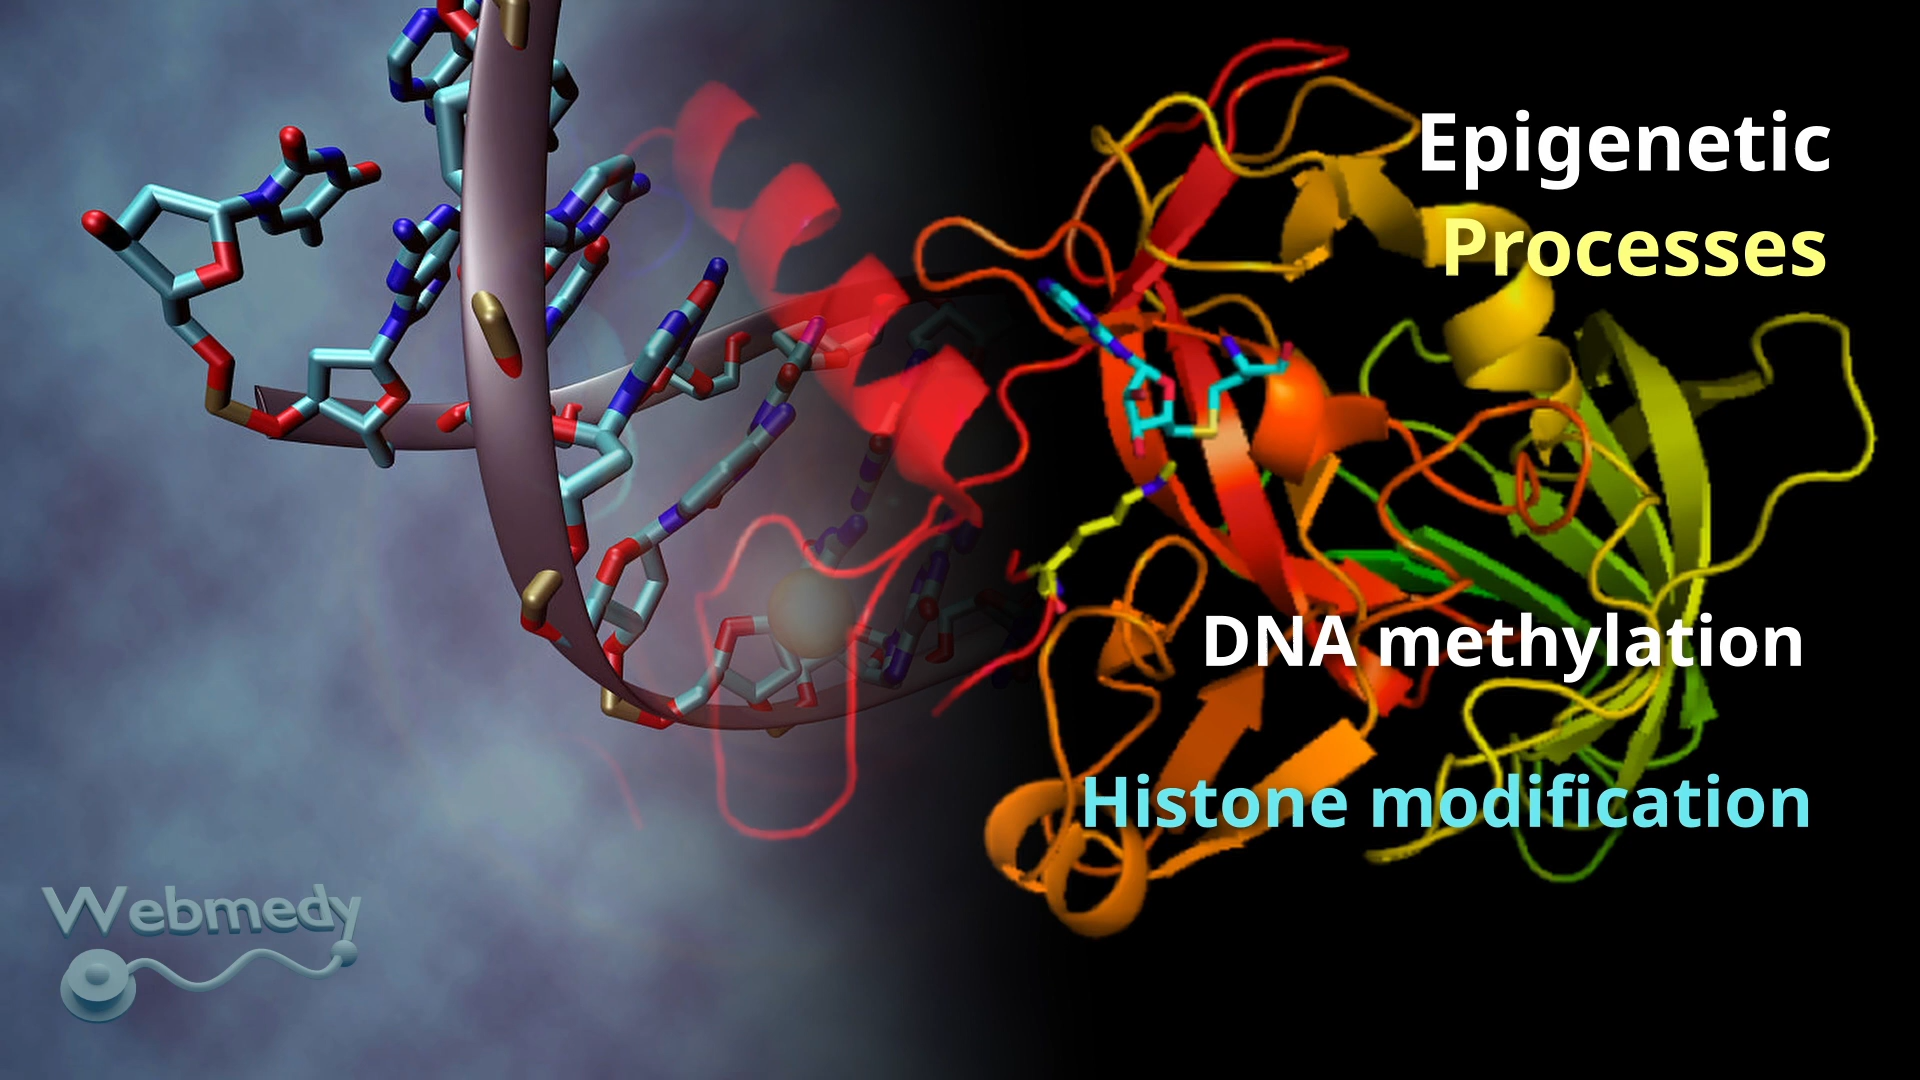 Epigenetic
Processes
DNA methylation
Histone modification
Webmedy